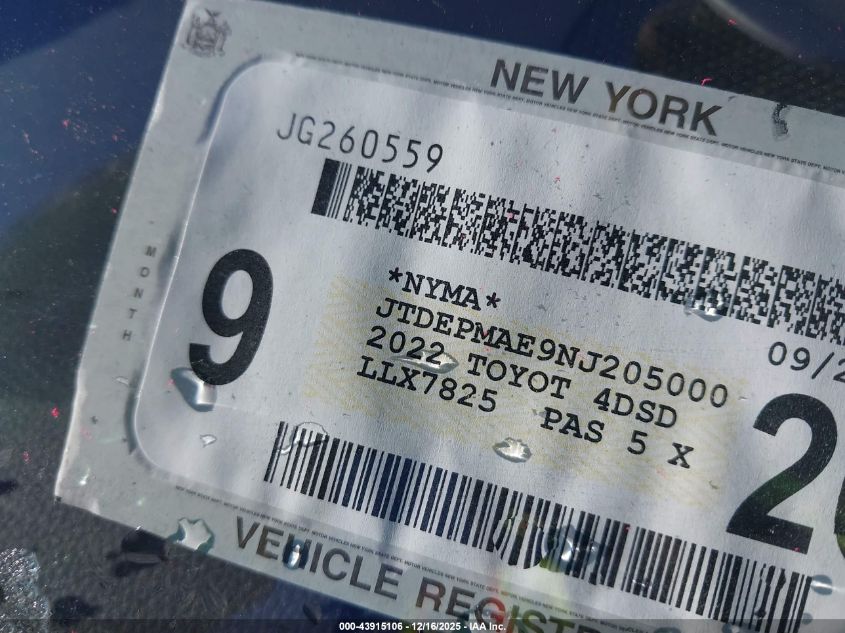 NEW YORK
JG260559
MONTH
9
*NYMA*
JTDEPMAE9NJ205000
2022 TOYOT 4DSD
LLX7825 PAS 5 X
09/2
2
VEHICLE REGISTR
000-43915106 - 12/16/2025 - IAA Inc.